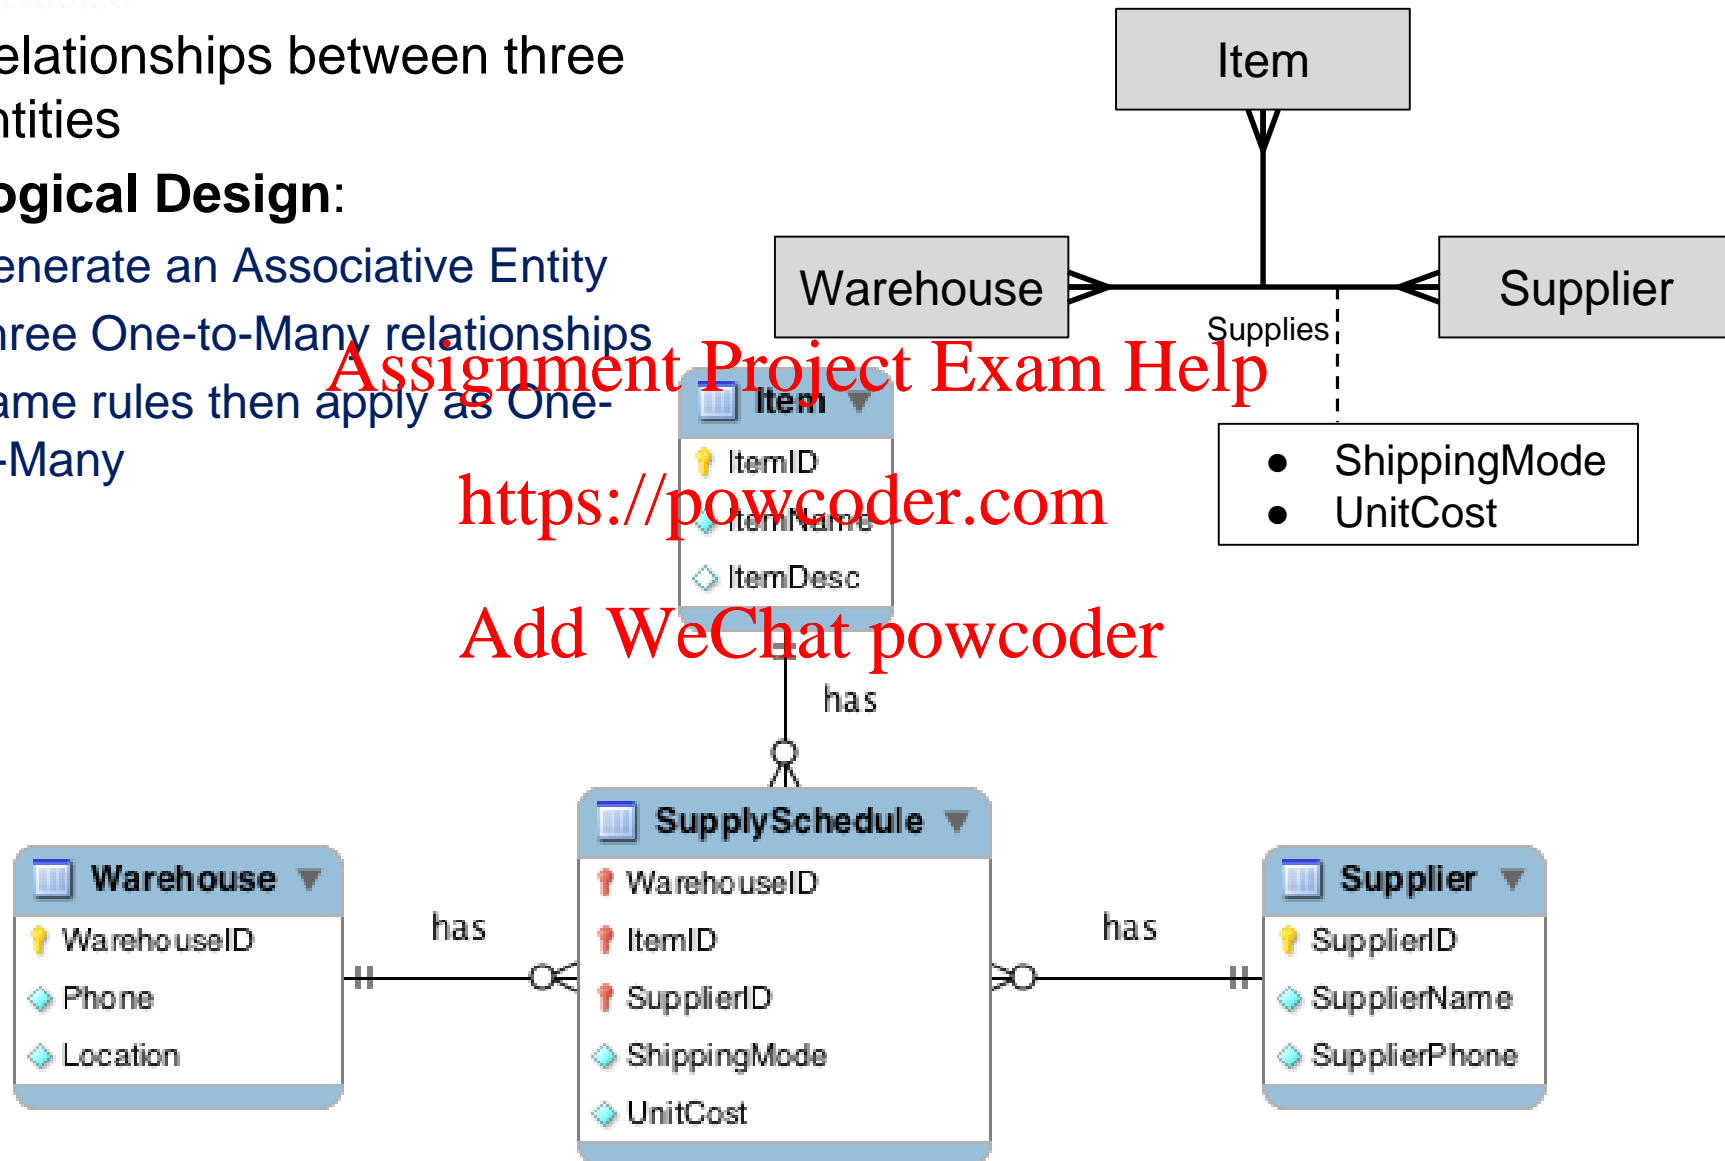 elationships between three
ntities
ogical Design:
enerate an Associative Entity
hree One-to-Many relationships
ame rules then apply as One-
-Many
Item
Warehouse
Supplier
Supplies
ShippingMode
UnitCost
Assignment Project Exam Help
https://powcoder.com
Add WeChat powcoder
Item
ItemID
ItemName
ItemDesc
has
SupplySchedule
WarehouseID
ItemID
SupplierID
ShippingMode
UnitCost
Warehouse
WarehouseID
Phone
Location
has
has
Supplier
SupplierID
SupplierName
SupplierPhone